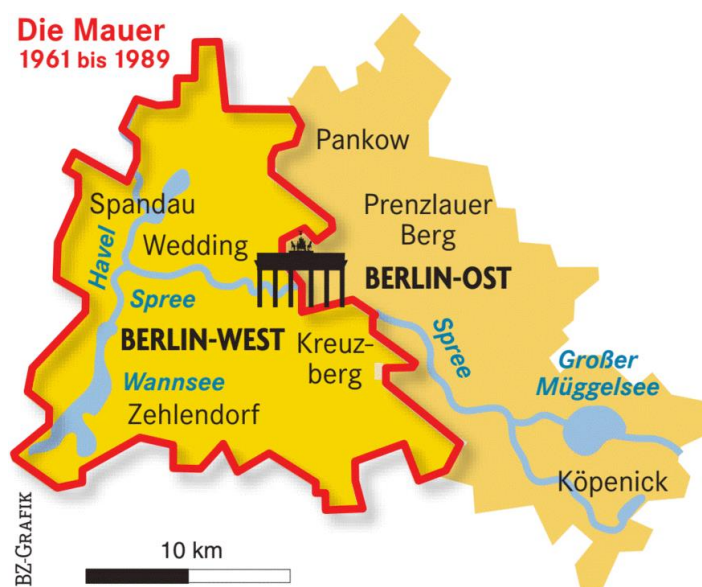 Die Mauer
1961 bis 1989
Pankow
Spandau
Prenzlauer
Berg
Havel
Wedding
BERLIN-OST
Spree
BERLIN-WEST
Kreuz-
berg
Spree
Großer
Müggelsee
Wannsee
Zehlendorf
Köpenick
BZ-GRAFIK
10 km